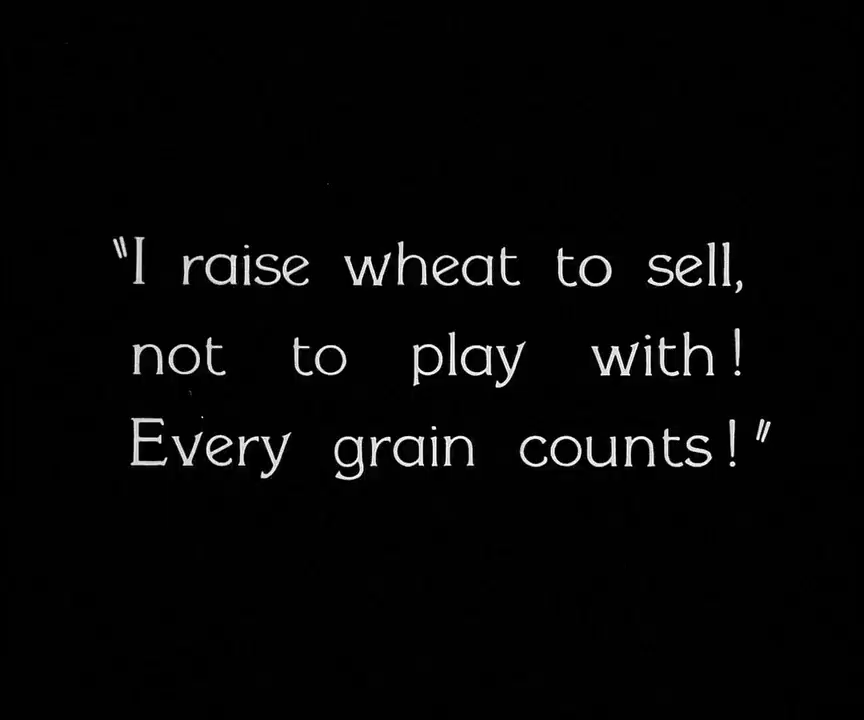 "I raise wheat to sell,
not to play with!
Every grain counts!"